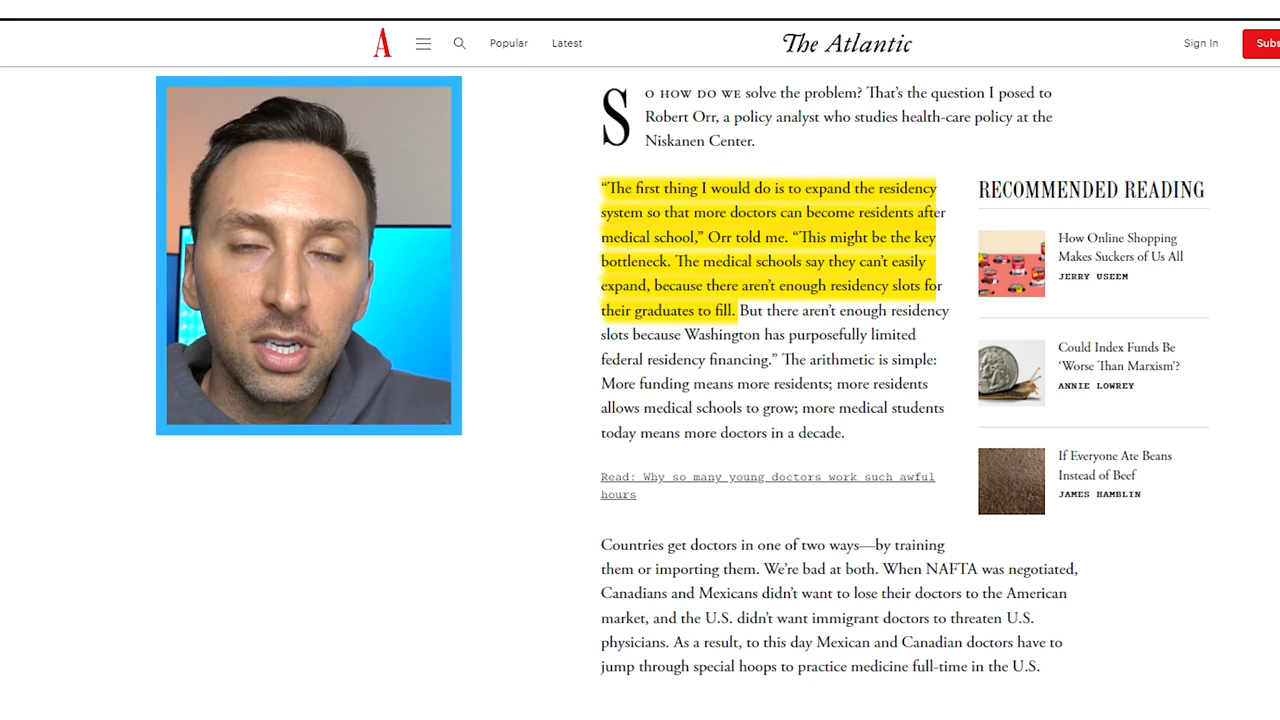 A Popular Latest The Atlantic Sign In Subs
SO HOW DO WE solve the problem? That's the question I posed to
Robert Orr, a policy analyst who studies health-care policy at the
Niskanen Center.
“The first thing I would do is to expand the residency
system so that more doctors can become residents after
medical school,” Orr told me. “This might be the key
bottleneck. The medical schools say they can't easily
expand, because there aren't enough residency slots for
their graduates to fill. But there aren't enough residency
slots because Washington has purposefully limited
federal residency financing.” The arithmetic is simple:
More funding means more residents; more residents
allows medical schools to grow; more medical students
today means more doctors in a decade.
Read: Why so many young doctors work such awful
hours
Countries get doctors in one of two ways—by training
them or importing them. We're bad at both. When NAFTA was negotiated,
Canadians and Mexicans didn't want to lose their doctors to the American
market, and the U.S. didn't want immigrant doctors to threaten U.S.
physicians. As a result, to this day Mexican and Canadian doctors have to
jump through special hoops to practice medicine full-time in the U.S.
RECOMMENDED READING
How Online Shopping
Makes Suckers of Us All
JERRY USEEM
Could Index Funds Be
‘Worse Than Marxism’?
ANNIE LOWREY
If Everyone Ate Beans
Instead of Beef
JAMES HAMBLIN